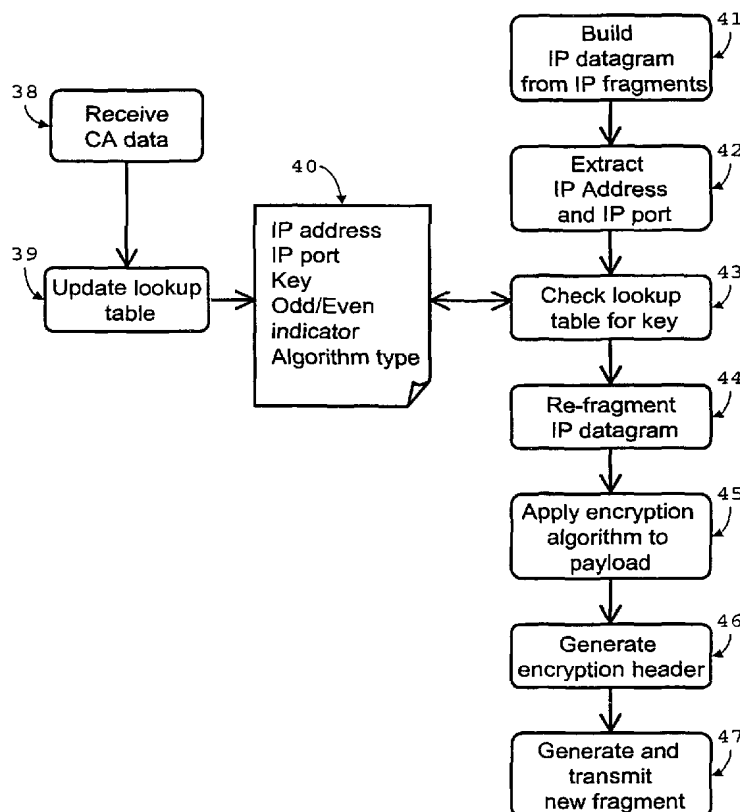 38
Receive
CA data
39
Update lookup
table
40
IP address
IP port
Key
Odd/Even
indicator
Algorithm type
41
Build
IP datagram
from IP fragments
42
Extract
IP Address
and IP port
43
Check lookup
table for key
44
Re-fragment
IP datagram
45
Apply encryption
algorithm to
payload
46
Generate
encryption header
47
Generate and
transmit
new fragment